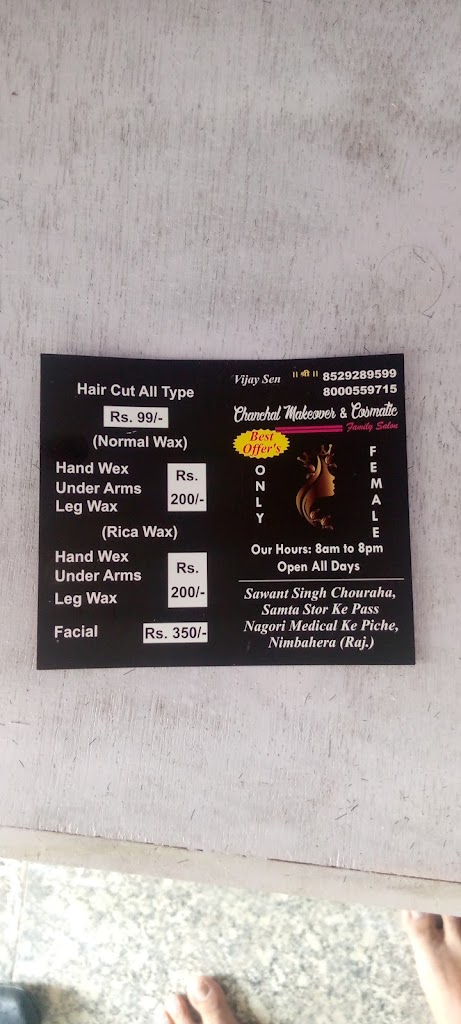 Hair Cut All Type
Rs. 99/-
(Normal Wax)
Hand Wex
Under Arms
Leg Wax
Rs.
200/-
(Rica Wax)
Hand Wex
Under Arms
Leg Wax
Rs.
200/-
Facial
Rs. 350/-
Vijay Sen
॥ श्री ॥
8529289599
8000559715
Chanchal Makeover & Cosmatic
Family Salon
Best
Offer's
ONLY
FEMALE
Our Hours: 8am to 8pm
Open All Days
Sawant Singh Chouraha,
Samta Stor Ke Pass
Nagori Medical Ke Piche,
Nimbahera (Raj.)